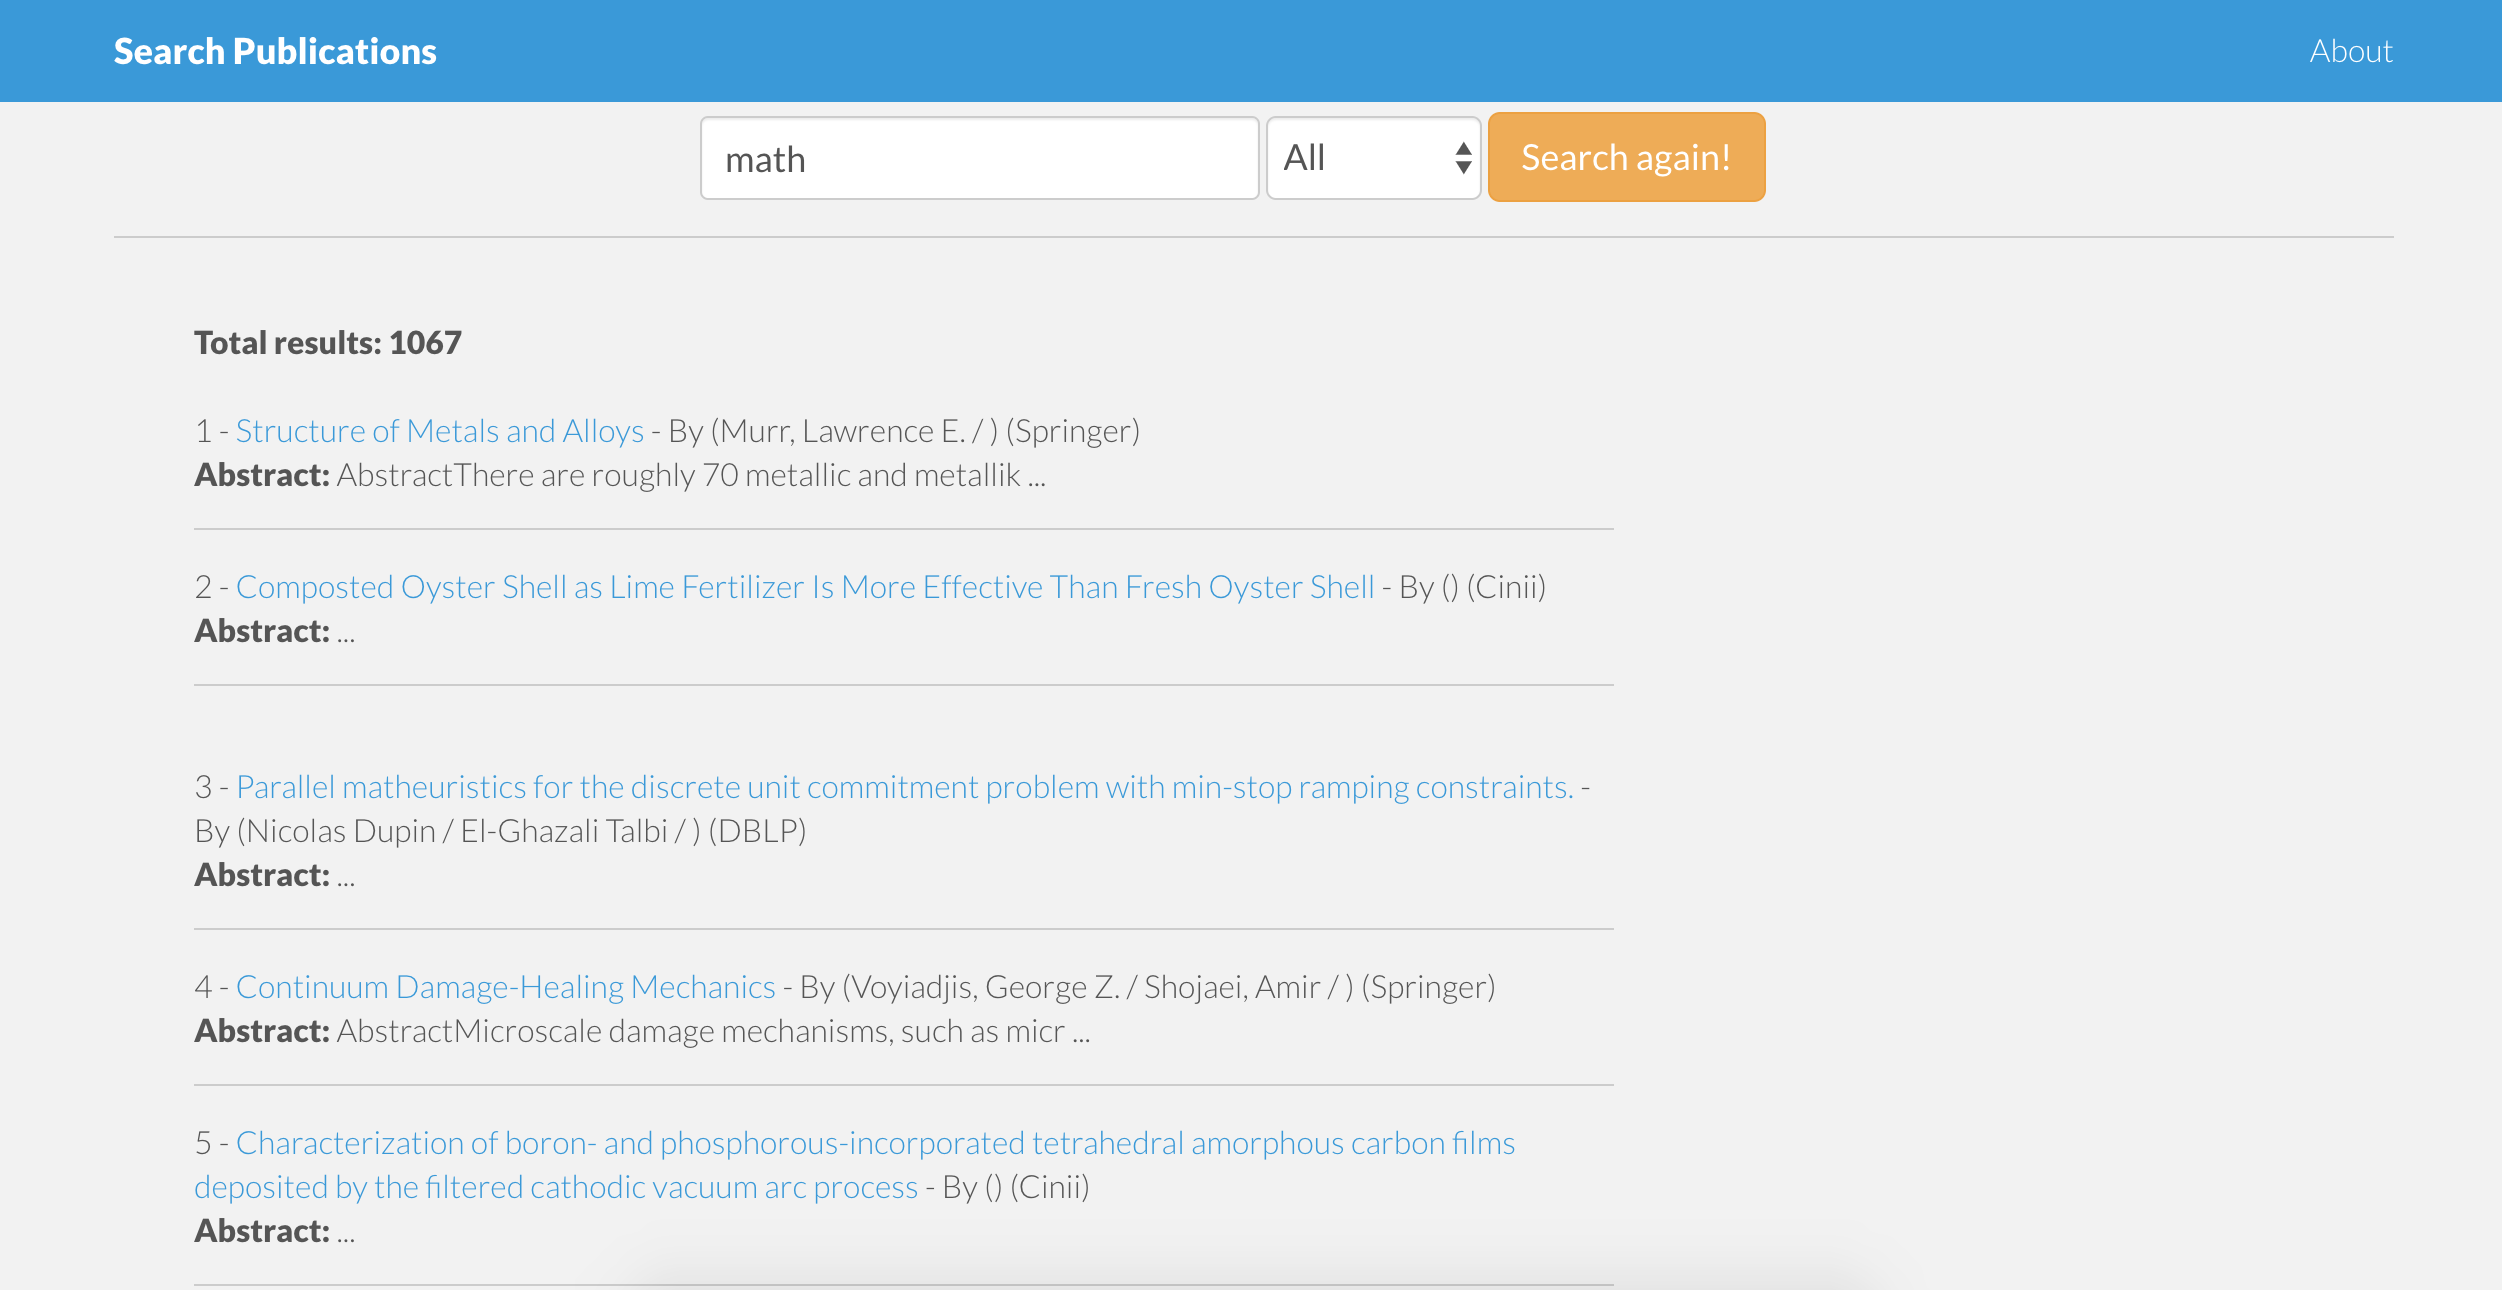 Search Publications
About
math
All
Search again!
Total results: 1067
1 - Structure of Metals and Alloys - By (Murr, Lawrence E. / ) (Springer)
Abstract: AbstractThere are roughly 70 metallic and metallik ...
2 - Composted Oyster Shell as Lime Fertilizer Is More Effective Than Fresh Oyster Shell - By () (Cinii)
Abstract: ...
3 - Parallel matheuristics for the discrete unit commitment problem with min-stop ramping constraints. -
By (Nicolas Dupin / El-Ghazali Talbi / ) (DBLP)
Abstract: ...
4 - Continuum Damage-Healing Mechanics - By (Voyiadjis, George Z. / Shojaei, Amir / ) (Springer)
Abstract: AbstractMicroscale damage mechanisms, such as micr ...
5 - Characterization of boron- and phosphorous-incorporated tetrahedral amorphous carbon films
deposited by the filtered cathodic vacuum arc process - By () (Cinii)
Abstract: ...